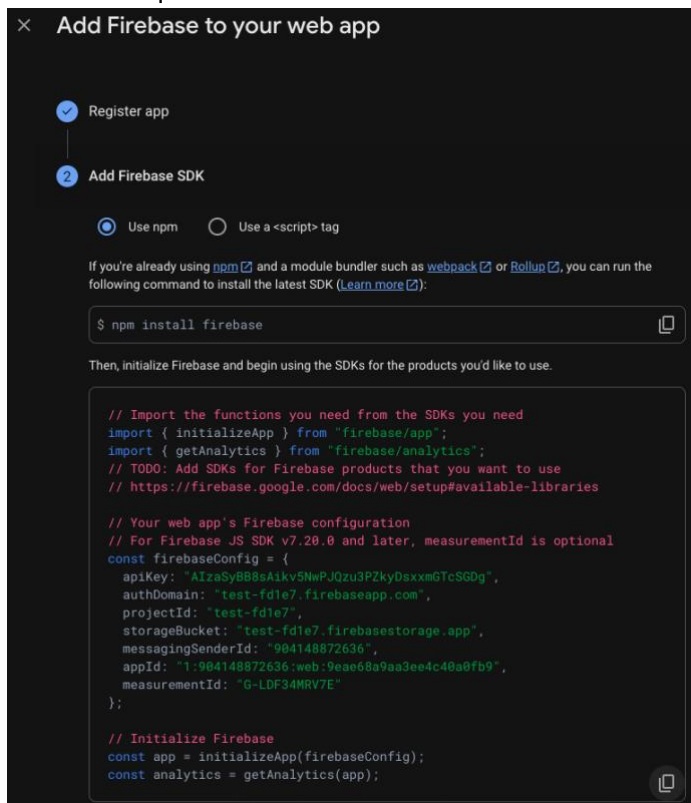 Add Firebase to your web app
Register app
2 Add Firebase SDK
Use npm Use a <script> tag
If you're already using npm and a module bundler such as webpack or Rollup, you can run the
following command to install the latest SDK (Learn more):
$ npm install firebase
Then, initialize Firebase and begin using the SDKs for the products you'd like to use.
// Import the functions you need from the SDKs you need
import { initializeApp } from "firebase/app";
import { getAnalytics } from "firebase/analytics";
// TODO: Add SDKs for Firebase products that you want to use
// https://firebase.google.com/docs/web/setup#available-libraries
// Your web app's Firebase configuration
// For Firebase JS SDK v7.20.0 and later, measurementId is optional
const firebaseConfig = {
apiKey: "AIzaSyBB8sAikv5NwPJQzu3PZkyDsxxmGTcSGDg",
authDomain: "test-fd1e7.firebaseapp.com",
projectId: "test-fd1e7",
storageBucket: "test-fd1e7.firebasestorage.app",
messagingSenderId: "904148872636",
appId: "1:904148872636:web:9eae68a9aa3ee4c40a0fb9",
measurementId: "G-LDF34MRV7E"
};
// Initialize Firebase
const app = initializeApp(firebaseConfig);
const analytics = getAnalytics(app);